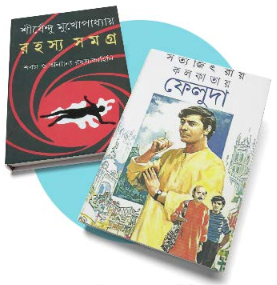 শীর্ষেন্দু মুখোপাধ্যায়
রহস্য সমগ্র
সত্যজিৎ রায়
কলকাতায়
ফেলুদা